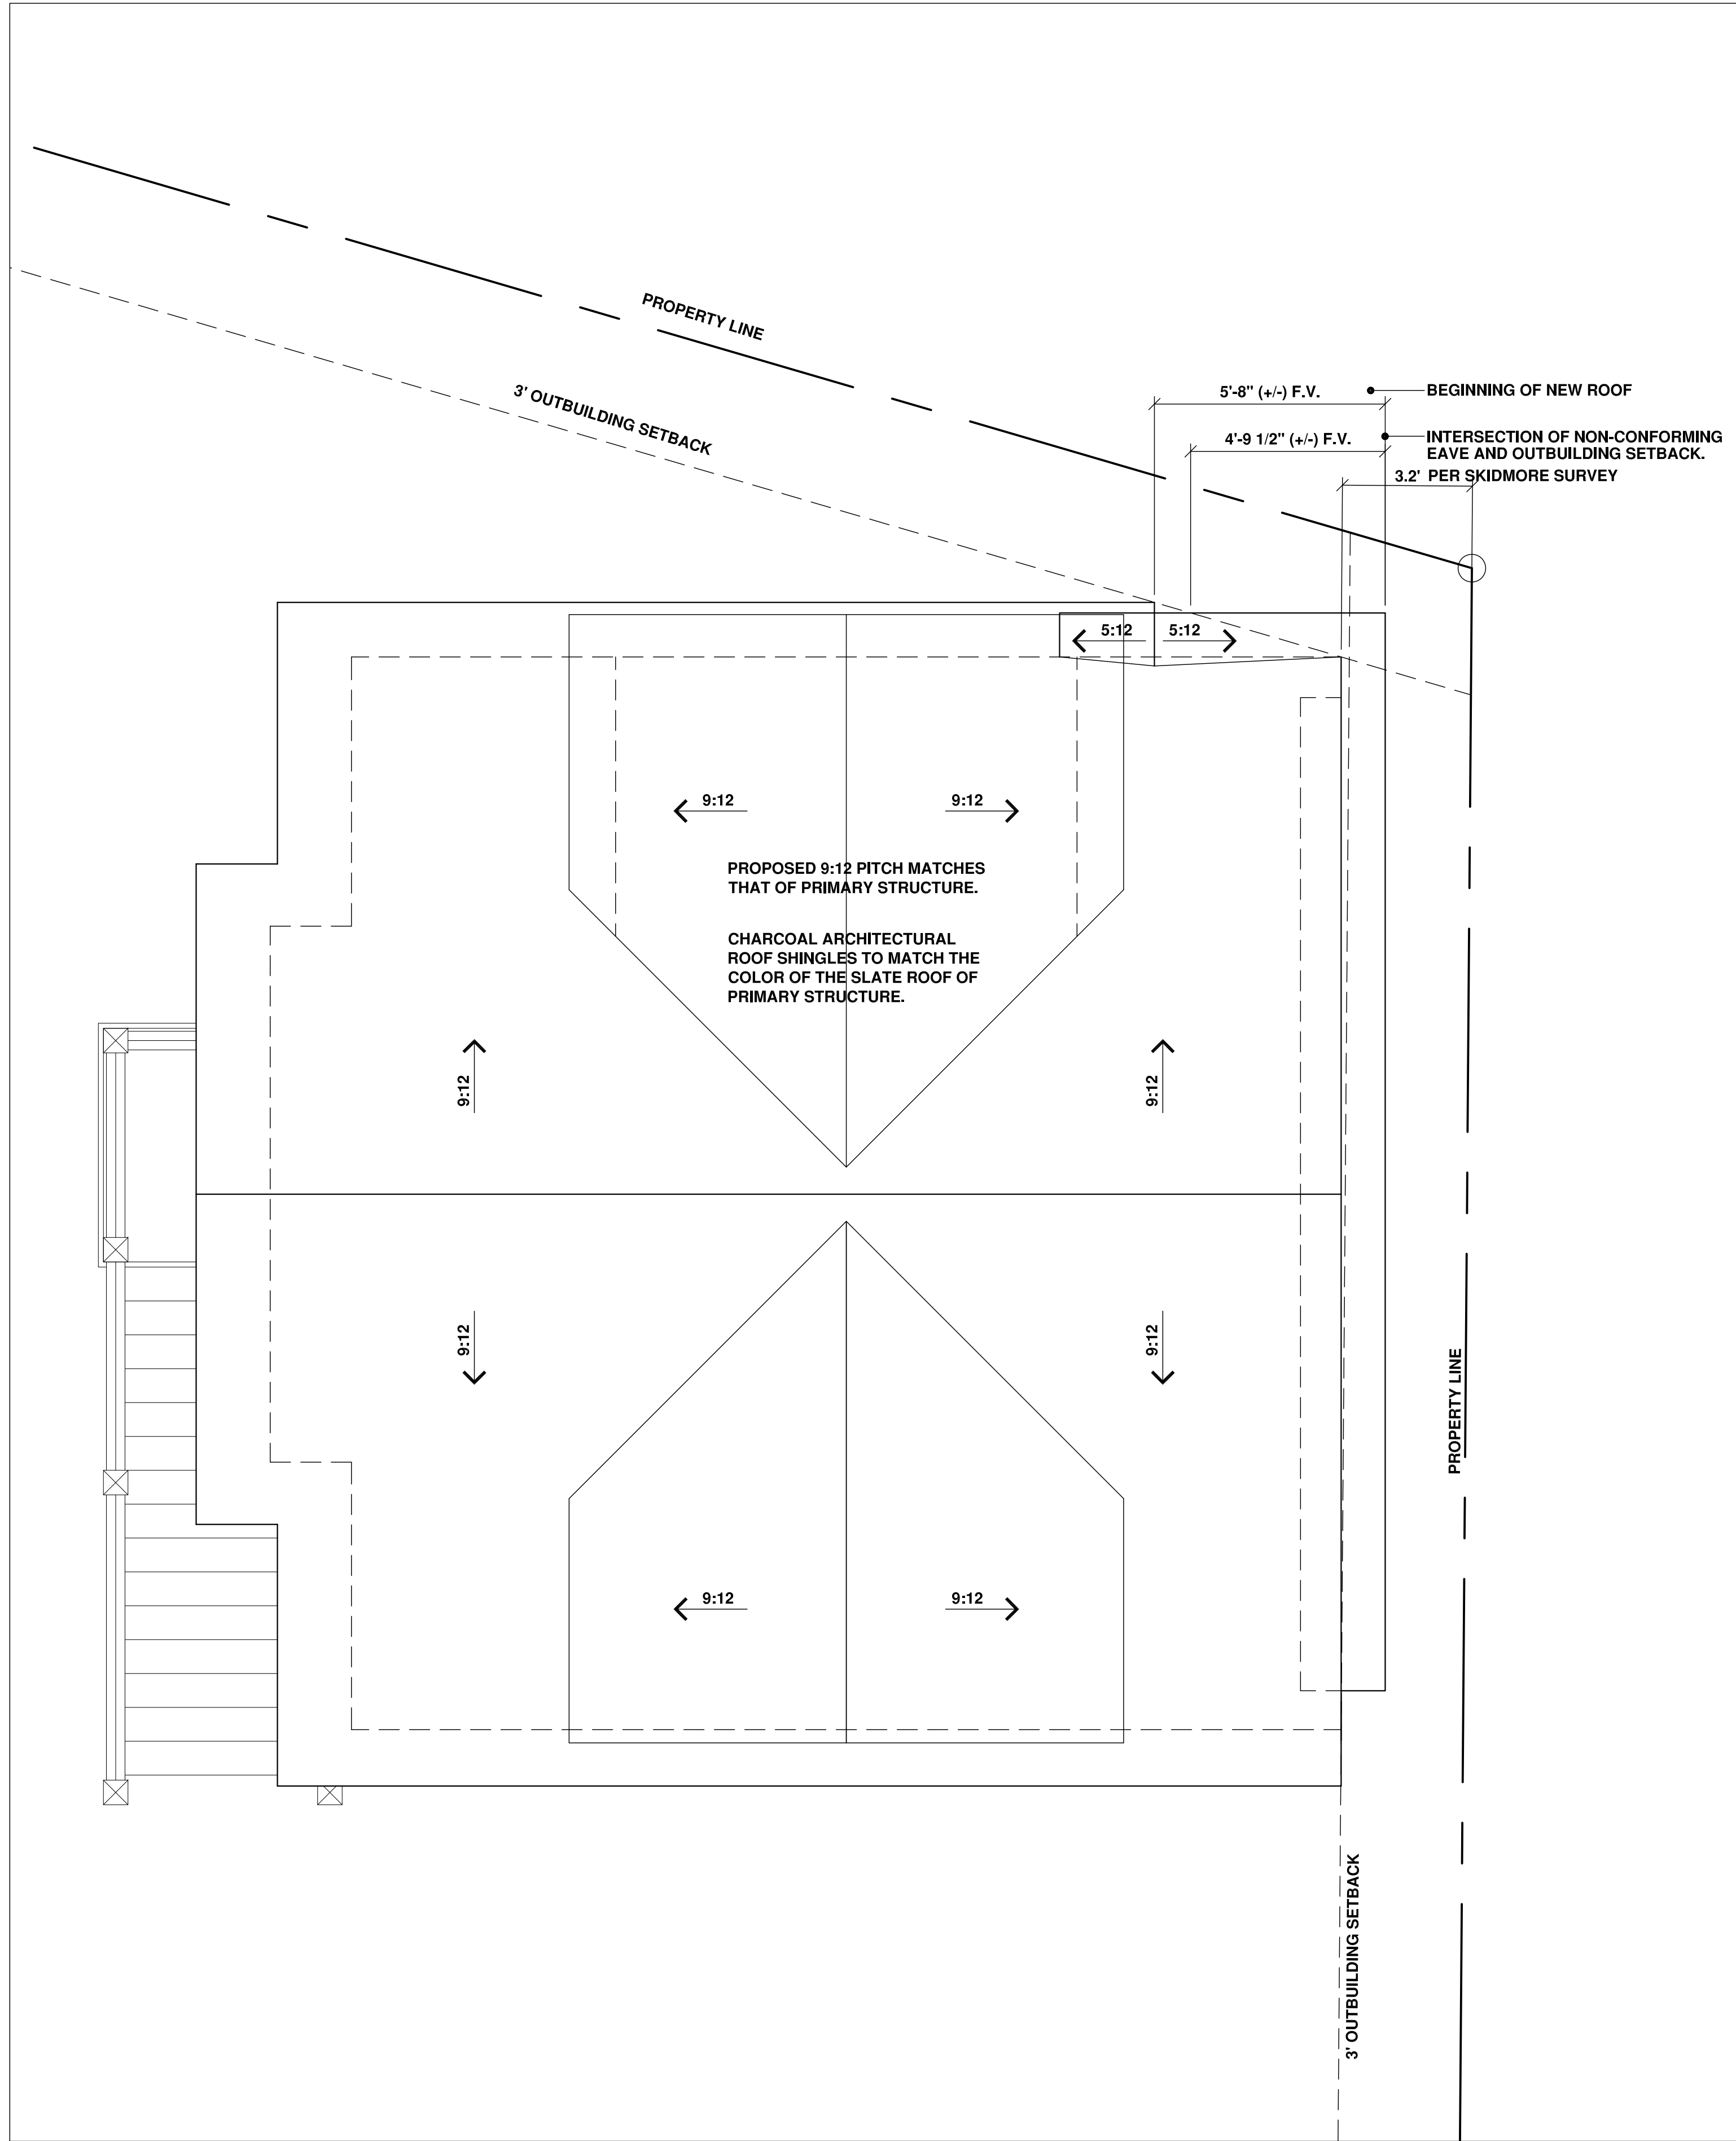 PROPERTY LINE
3' OUTBUILDING SETBACK
5'-8" (+/-) F.V.
BEGINNING OF NEW ROOF
4'-9 1/2" (+/-) F.V.
INTERSECTION OF NON-CONFORMING
EAVE AND OUTBUILDING SETBACK.
3.2' PER SKIDMORE SURVEY
5:12
5:12
9:12
9:12
PROPOSED 9:12 PITCH MATCHES
THAT OF PRIMARY STRUCTURE.
CHARCOAL ARCHITECTURAL
ROOF SHINGLES TO MATCH THE
COLOR OF THE SLATE ROOF OF
PRIMARY STRUCTURE.
9:12
9:12
9:12
9:12
PROPERTY LINE
9:12
9:12
3' OUTBUILDING SETBACK